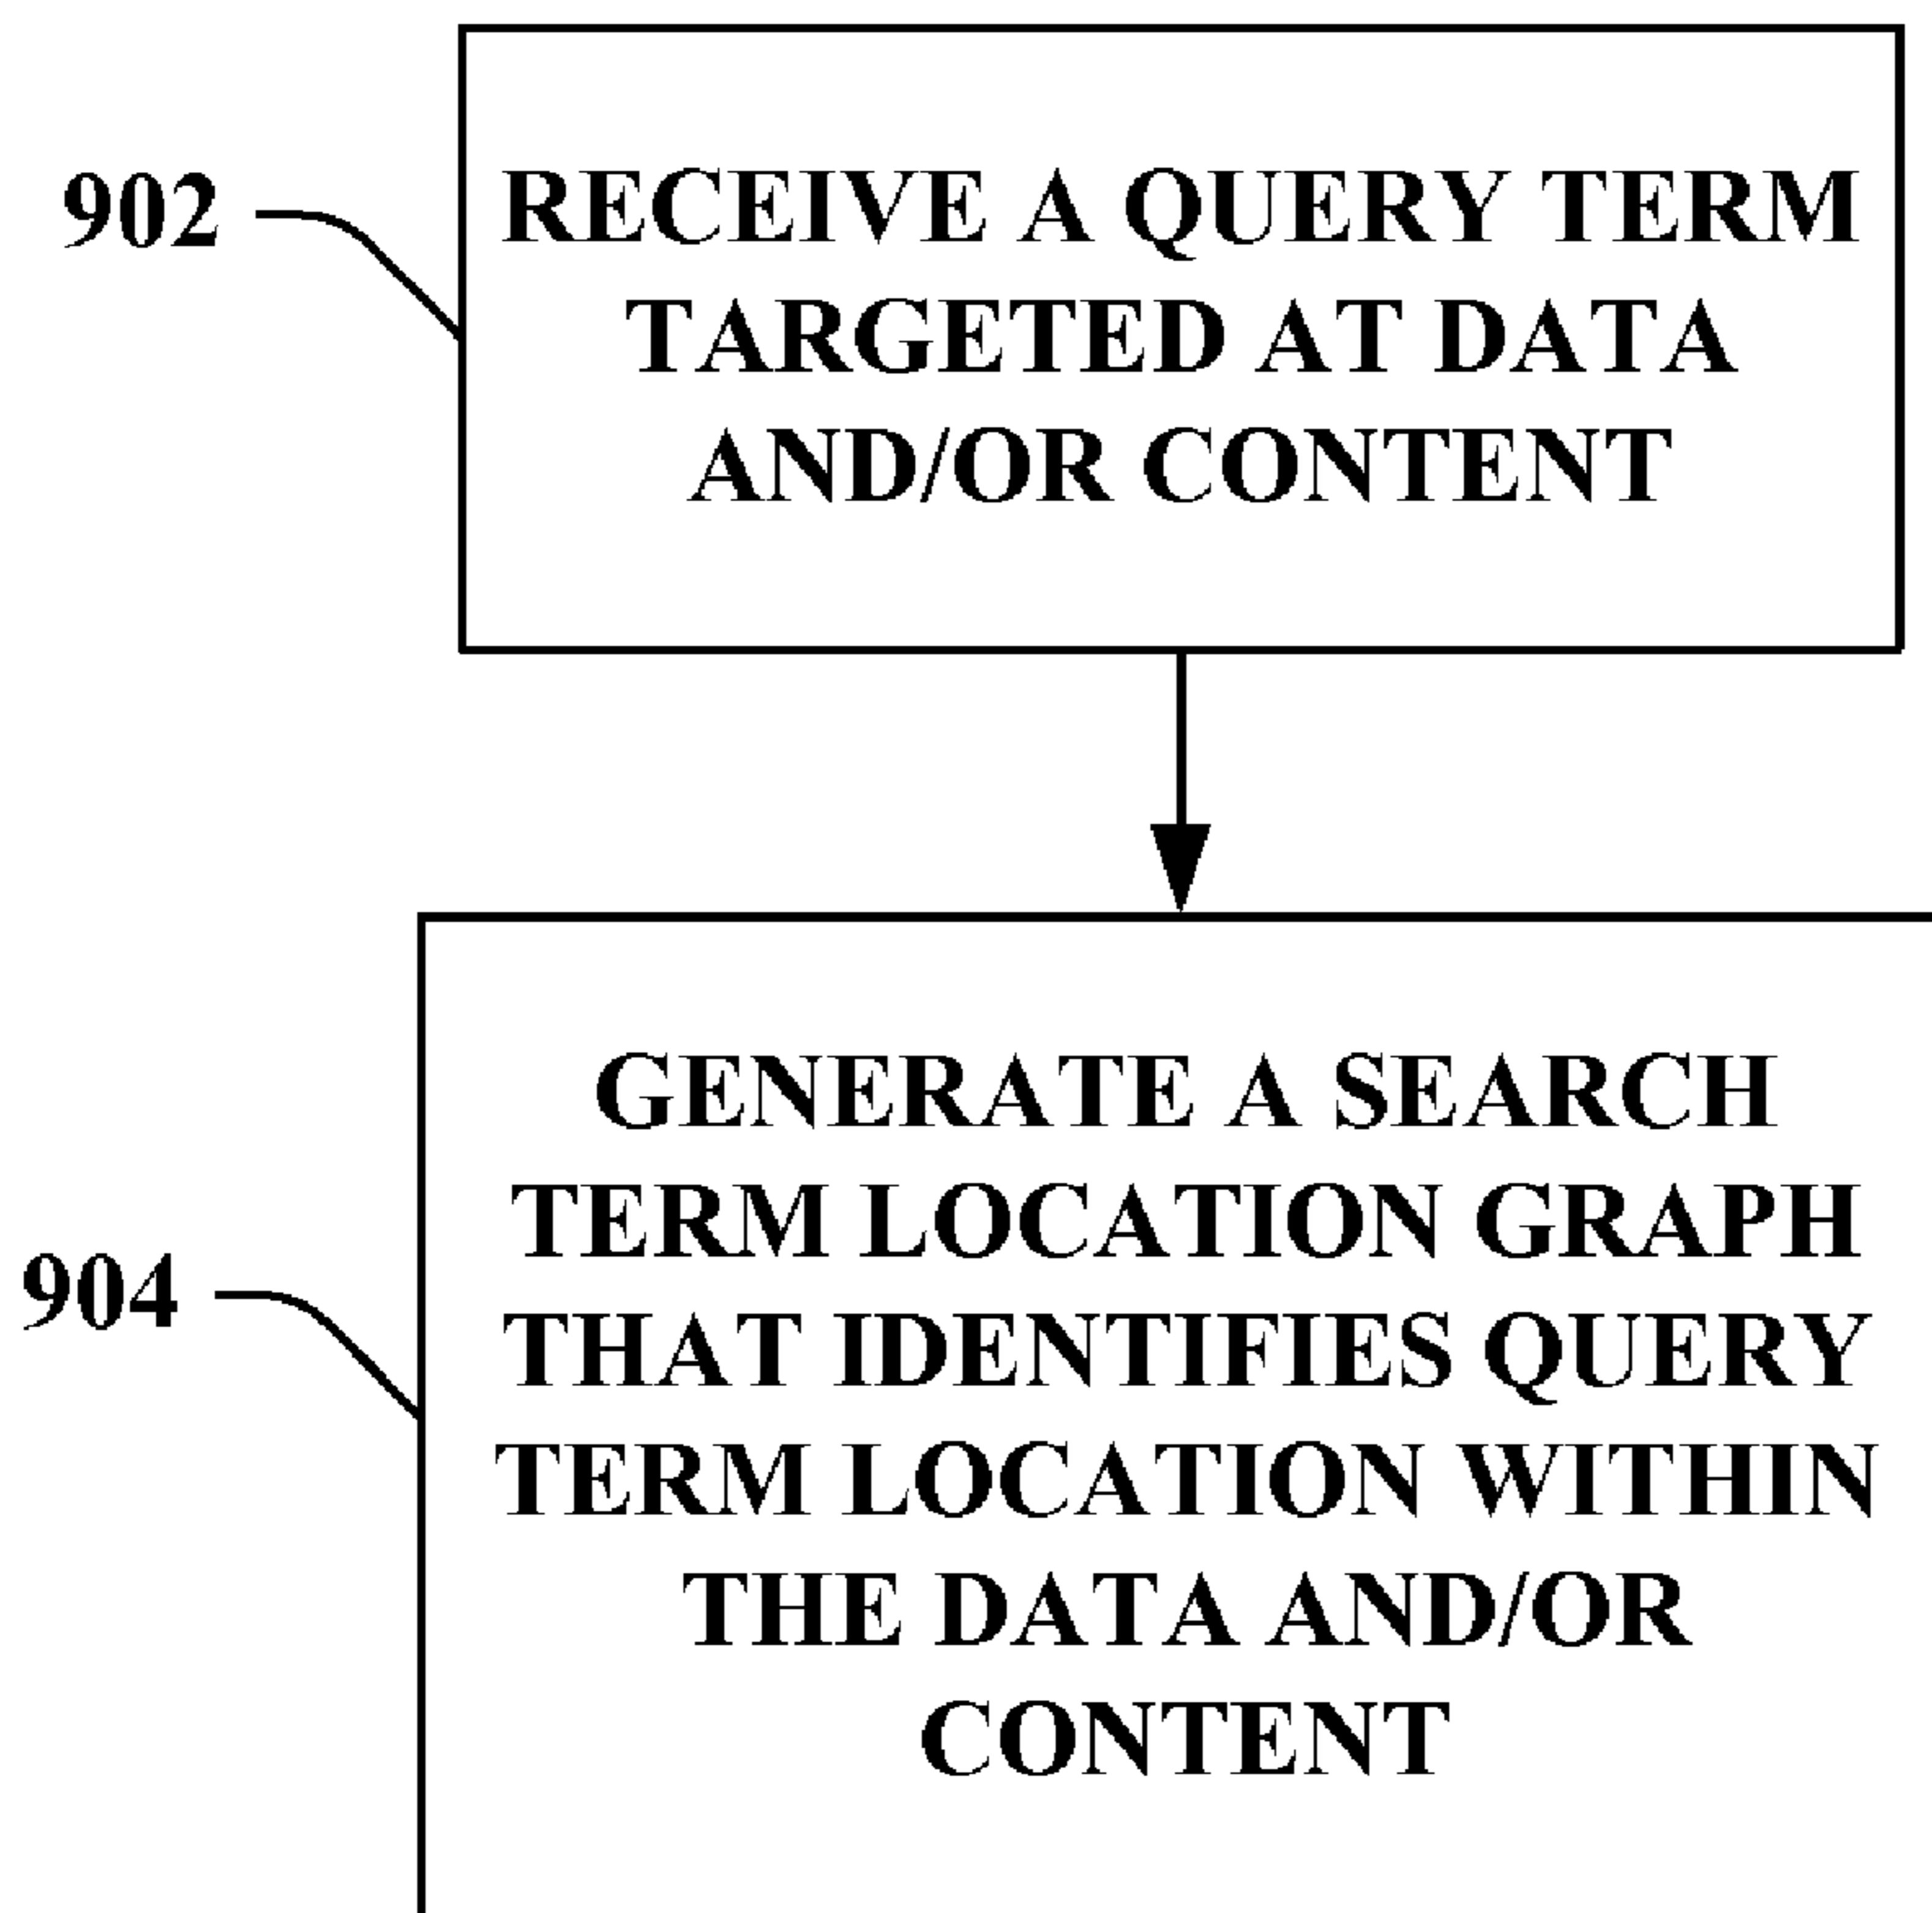 902
RECEIVE A QUERY TERM
TARGETED AT DATA
AND/OR CONTENT
904
GENERATE A SEARCH
TERM LOCATION GRAPH
THAT IDENTIFIES QUERY
TERM LOCATION WITHIN
THE DATA AND/OR
CONTENT